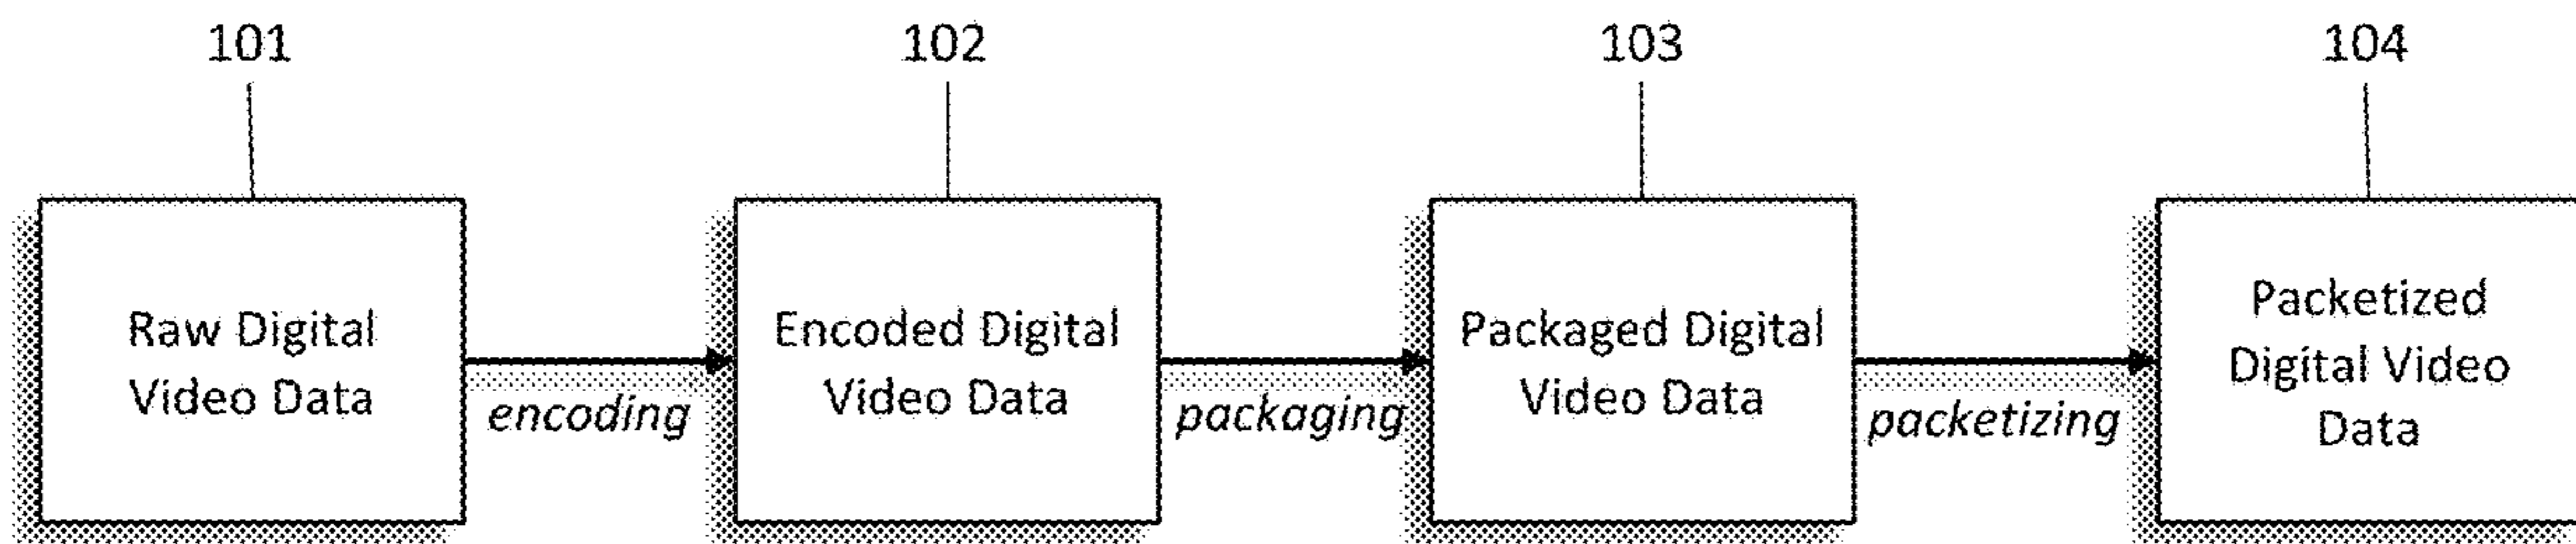 101
102
103
104
Raw Digital
Video Data
encoding
Encoded Digital
Video Data
packaging
Packaged Digital
Video Data
packetizing
Packetized
Digital Video
Data